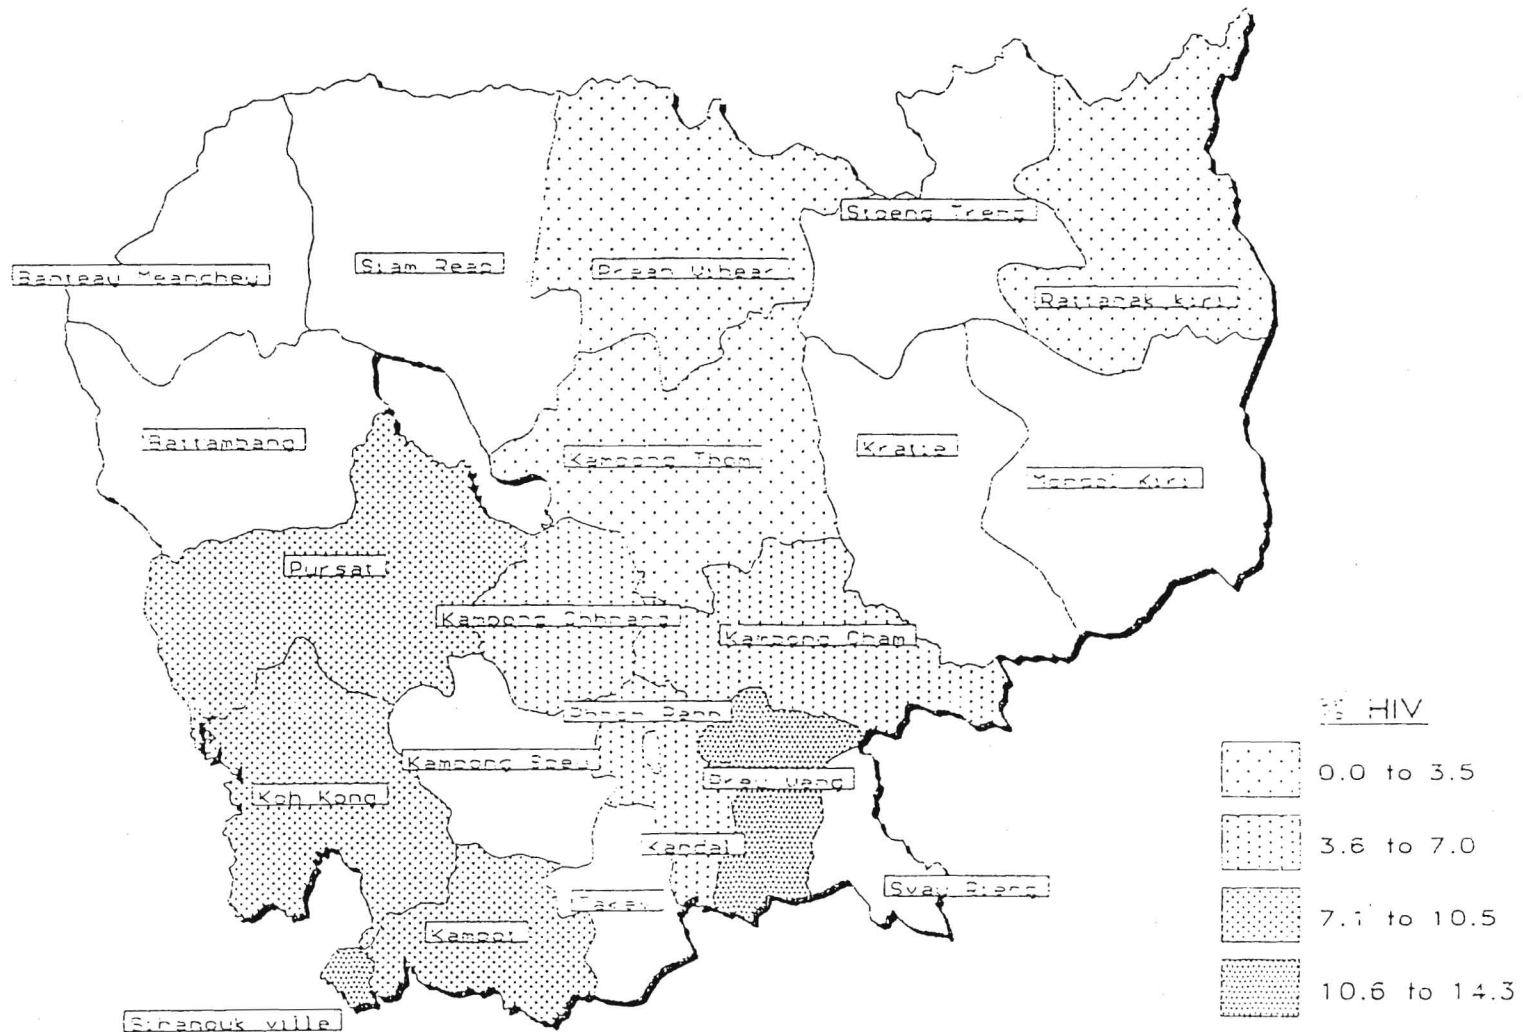 Stoeng Treng
Siam Reap
Banteay Meanchey
Preah Vihear
Rattanak kiri
Battambang
Kampong Thom
Kratie
Mondol Kiri
Pursat
Kampong Chhnang
Kampong Cham
Phnom Penh
% HIV
Kampong Speu
0.0 to 3.5
Prey Veng
Koh Kong
Kandal
3.6 to 7.0
Svay Rieng
Takev
7.1 to 10.5
Kampot
10.6 to 14.3
Sihanouk ville